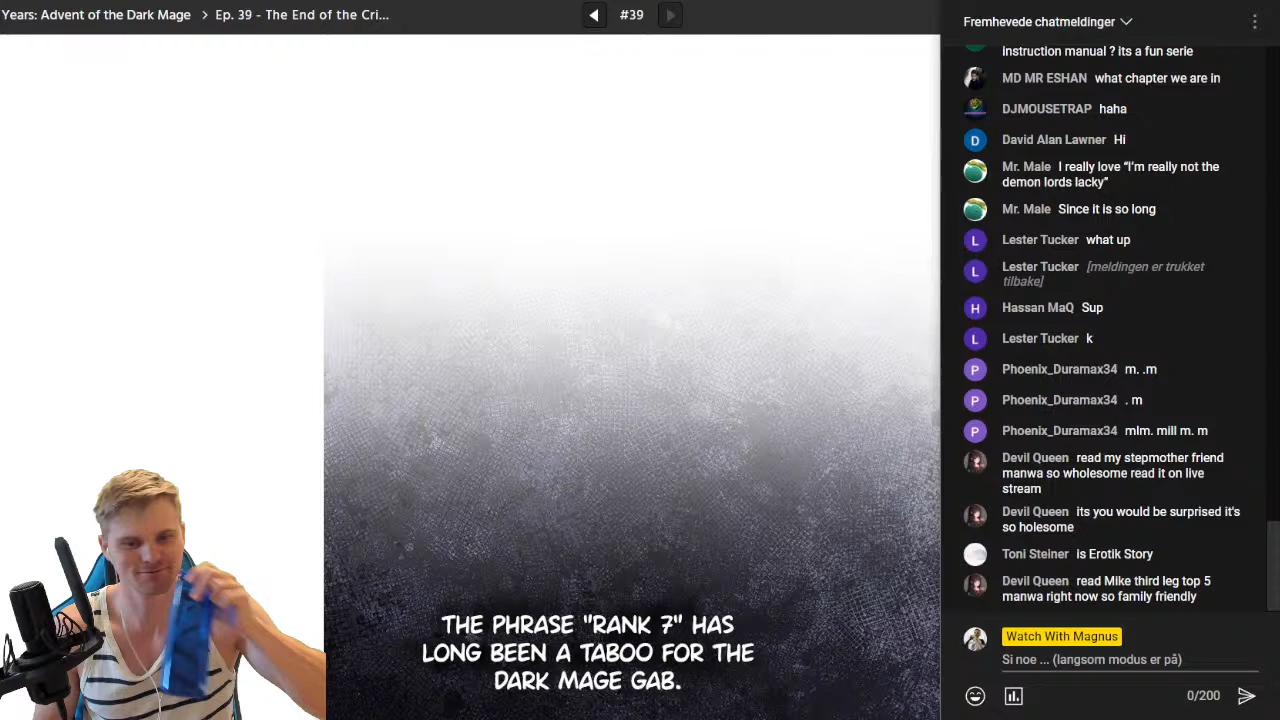 Years: Advent of the Dark Mage > Ep. 39 - The End of the Cri...
#39
THE PHRASE "RANK 7" HAS
LONG BEEN A TABOO FOR THE
DARK MAGE GAB.
Fremhevede chatmeldinger
instruction manual ? its a fun serie
MD MR ESHAN what chapter we are in
DJMOUSETRAP haha
D
David Alan Lawner Hi
Mr. Male I really love “I’m really not the
demon lords lacky”
Mr. Male Since it is so long
L
Lester Tucker what up
L
Lester Tucker [meldingen er trukket
tilbake]
H
Hassan MaQ Sup
L
Lester Tucker k
P
Phoenix_Duramax34 m. .m
P
Phoenix_Duramax34 . m
P
Phoenix_Duramax34 mlm. mill m. m
Devil Queen read my stepmother friend
manwa so wholesome read it on live
stream
Devil Queen its you would be surprised it's
so holesome
Toni Steiner is Erotik Story
Devil Queen read Mike third leg top 5
manwa right now so family friendly
Watch With Magnus
Si noe ... (langsom modus er på)
0/200